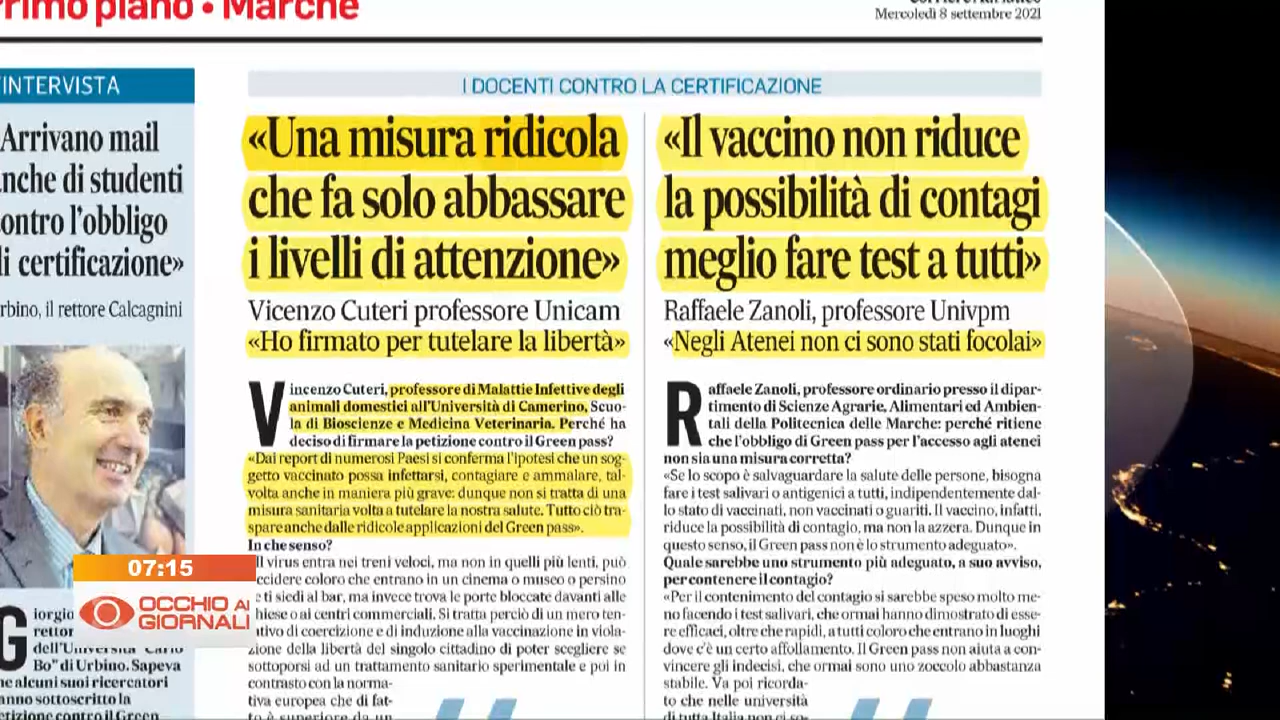 Primo piano • Marche
Mercoledì 8 settembre 2021
INTERVISTA
Arrivano mail
anche di studenti
contro l'obbligo
di certificazione»
Urbino, il rettore Calcagnini
I DOCENTI CONTRO LA CERTIFICAZIONE
«Una misura ridicola
che fa solo abbassare
i livelli di attenzione»
Vicenzo Cuteri professore Unicam
«Ho firmato per tutelare la libertà»
Vincenzo Cuteri, professore di Malattie Infettive degli
animali domestici all'Università di Camerino, Scuo-
la di Bioscienze e Medicina Veterinaria. Perché ha
deciso di firmare la petizione contro il Green pass?
«Dai report di numerosi Paesi si conferma l'ipotesi che un sog-
getto vaccinato possa infettarsi, contagiare e ammalare, tal-
volta anche in maniera più grave: dunque non si tratta di una
misura sanitaria volta a tutelare la nostra salute. Tutto ciò tra-
spare anche dalle ridicole applicazioni del Green pass».
In che senso?
Il virus entra nei treni veloci, ma non in quelli più lenti, può
uccidere coloro che entrano in un cinema o museo o persino
se ti siedi al bar, ma invece trova le porte bloccate davanti alle
chiese o ai centri commerciali. Si tratta perciò di un mero ten-
tativo di coercizione e di induzione alla vaccinazione in viola-
zione della libertà del singolo cittadino di poter scegliere se
sottoporsi ad un trattamento sanitario sperimentale e poi in
contrasto con la norma-
tiva europea che di fat-
to è superiore da un
«Il vaccino non riduce
la possibilità di contagi
meglio fare test a tutti»
Raffaele Zanoli, professore Univpm
«Negli Atenei non ci sono stati focolai»
Raffaele Zanoli, professore ordinario presso il dipar-
timento di Scienze Agrarie, Alimentari ed Ambien-
tali della Politecnica delle Marche: perché ritiene
che l'obbligo di Green pass per l'accesso agli atenei
non sia una misura corretta?
«Se lo scopo è salvaguardare la salute delle persone, bisogna
fare i test salivari o antigenici a tutti, indipendentemente dal-
lo stato di vaccinati, non vaccinati o guariti. Il vaccino, infatti,
riduce la possibilità di contagio, ma non la azzera. Dunque in
questo senso, il Green pass non è lo strumento adeguato».
Quale sarebbe uno strumento più adeguato, a suo avviso,
per contenere il contagio?
«Per il contenimento del contagio si sarebbe speso molto me-
no facendo i test salivari, che ormai hanno dimostrato di esse-
re efficaci, oltre che rapidi, a tutti coloro che entrano in luoghi
dove c'è un certo affollamento. Il Green pass non aiuta a con-
vincere gli indecisi, che ormai sono uno zoccolo abbastanza
stabile. Va poi ricorda-
to che nelle università
di tutta Italia non ci so-
07:15
OCCHIO AI
GIORNALI
Giorgio
rettor
dell'Università "Carlo
Bo" di Urbino. Sapeva
che alcuni suoi ricercatori
hanno sottoscritto la
petizione contro il Green